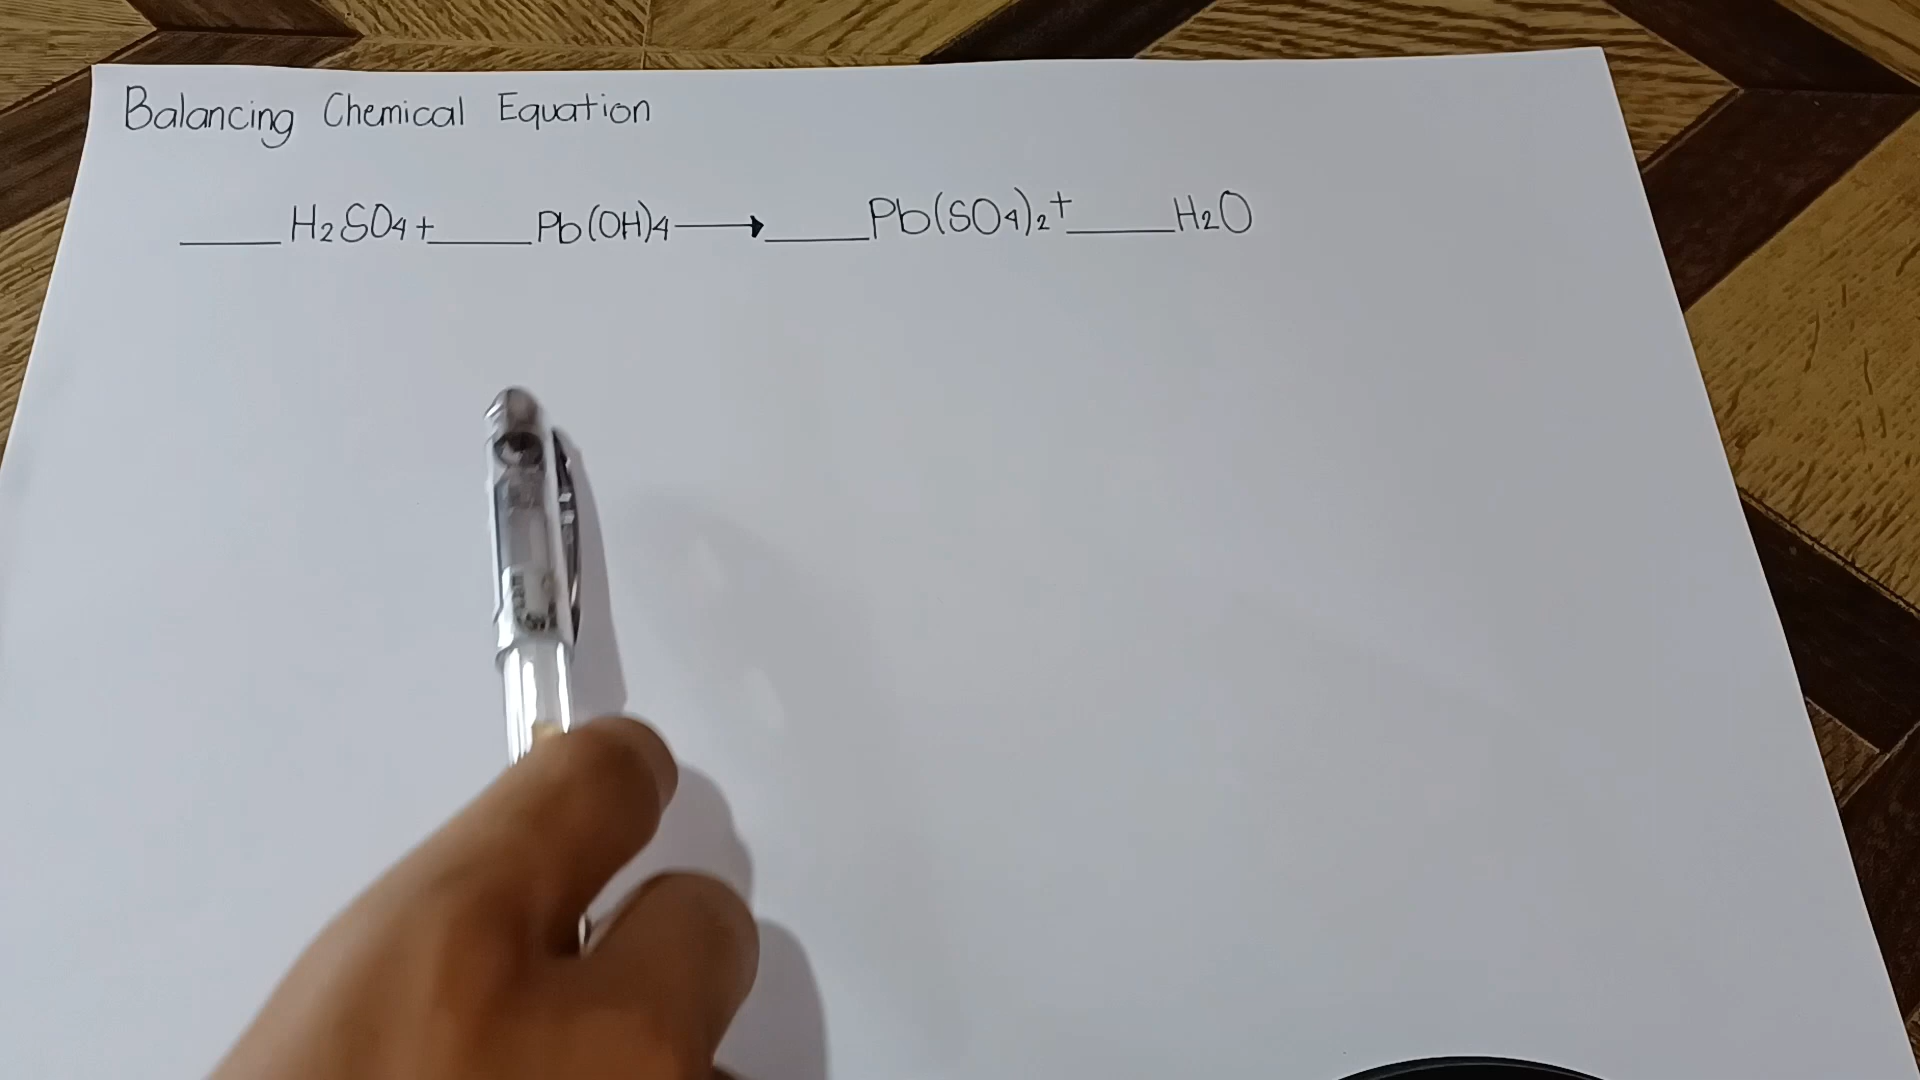 Balancing Chemical Equation
____H2SO4+____Pb(OH)4→____Pb(SO4)2+____H2O